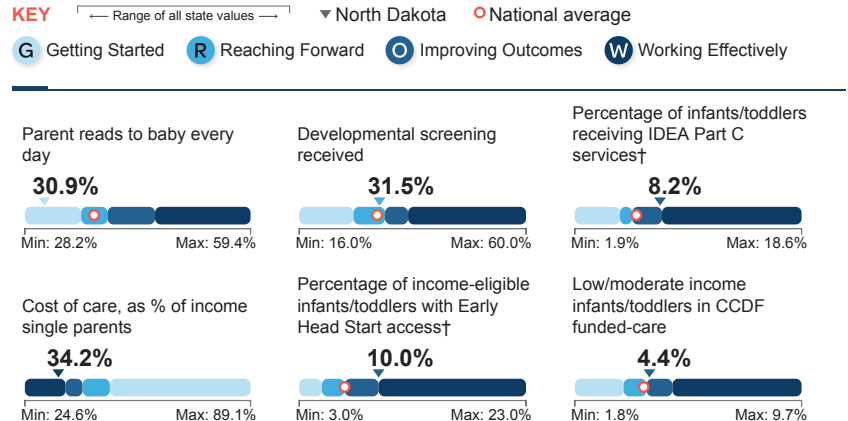 KEY
Range of all state values
North Dakota
National average
G Getting Started
R Reaching Forward
O Improving Outcomes
W Working Effectively
Parent reads to baby every
day
30.9%
Min: 28.2% Max: 59.4%
Developmental screening
received
31.5%
Min: 16.0% Max: 60.0%
Percentage of infants/toddlers
receiving IDEA Part C
services†
8.2%
Min: 1.9% Max: 18.6%
Cost of care, as % of income
single parents
34.2%
Min: 24.6% Max: 89.1%
Percentage of income-eligible
infants/toddlers with Early
Head Start access†
10.0%
Min: 3.0% Max: 23.0%
Low/moderate income
infants/toddlers in CCDF
funded-care
4.4%
Min: 1.8% Max: 9.7%